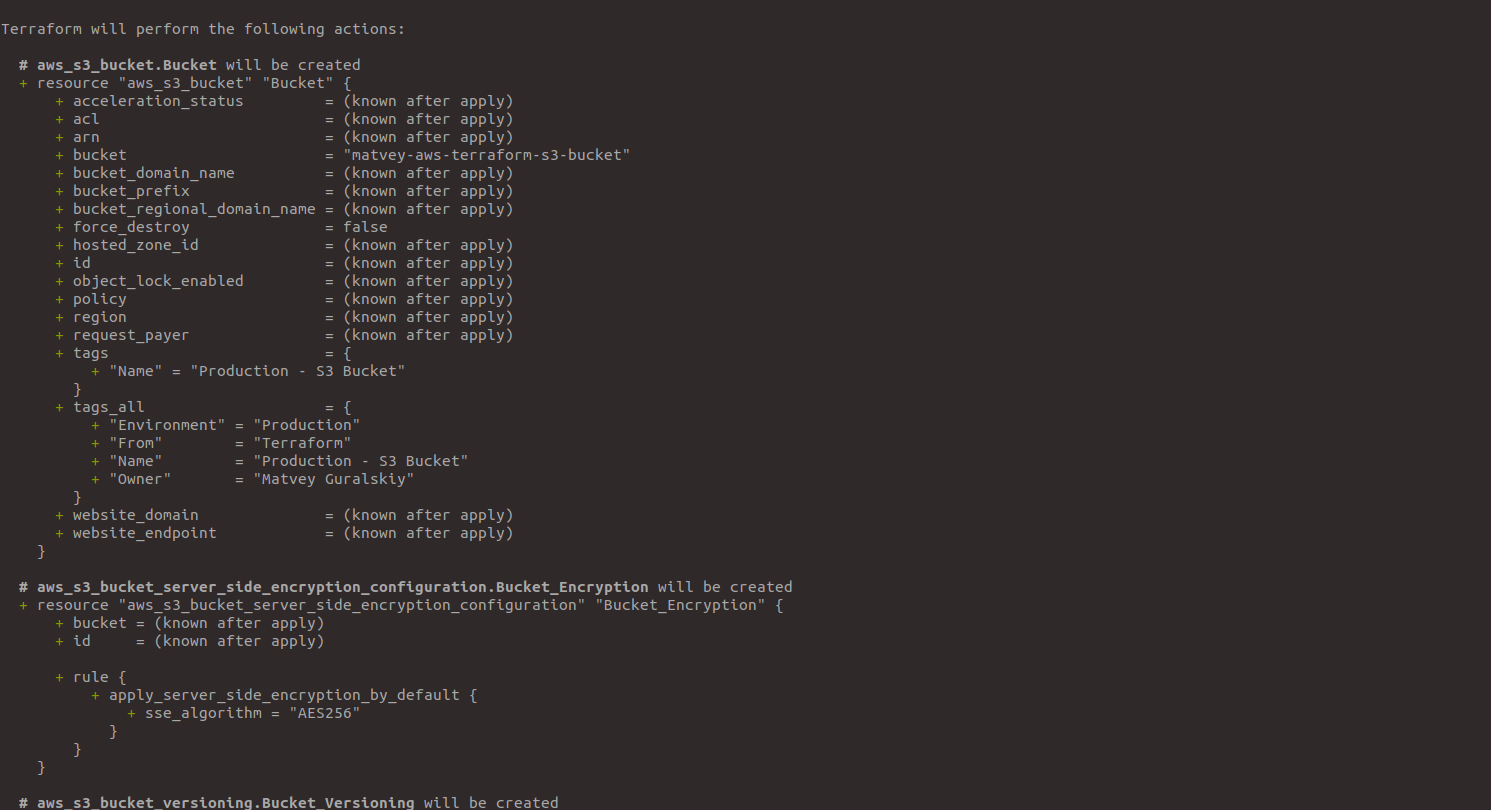 Terraform will perform the following actions:

  # aws_s3_bucket.Bucket will be created
  + resource "aws_s3_bucket" "Bucket" {
      + acceleration_status         = (known after apply)
      + acl                         = (known after apply)
      + arn                         = (known after apply)
      + bucket                      = "matvey-aws-terraform-s3-bucket"
      + bucket_domain_name          = (known after apply)
      + bucket_prefix               = (known after apply)
      + bucket_regional_domain_name = (known after apply)
      + force_destroy               = false
      + hosted_zone_id              = (known after apply)
      + id                          = (known after apply)
      + object_lock_enabled         = (known after apply)
      + policy                      = (known after apply)
      + region                      = (known after apply)
      + request_payer               = (known after apply)
      + tags                        = {
          + "Name" = "Production - S3 Bucket"
        }
      + tags_all                    = {
          + "Environment" = "Production"
          + "From"        = "Terraform"
          + "Name"        = "Production - S3 Bucket"
          + "Owner"       = "Matvey Guralskiy"
        }
      + website_domain              = (known after apply)
      + website_endpoint            = (known after apply)
    }

  # aws_s3_bucket_server_side_encryption_configuration.Bucket_Encryption will be created
  + resource "aws_s3_bucket_server_side_encryption_configuration" "Bucket_Encryption" {
      + bucket = (known after apply)
      + id     = (known after apply)

      + rule {
          + apply_server_side_encryption_by_default {
              + sse_algorithm = "AES256"
            }
        }
    }

  # aws_s3_bucket_versioning.Bucket_Versioning will be created